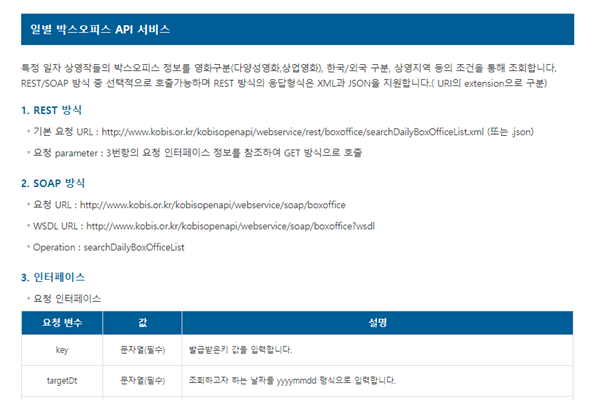 일별 박스오피스 API 서비스
특정 일자 상영작들의 박스오피스 정보를 영화구분(다양성영화,상업영화), 한국/외국 구분, 상영지역 등의 조건을 통해 조회합니다.
REST/SOAP 방식 중 선택적으로 호출가능하며 REST 방식의 응답형식은 XML과 JSON을 지원합니다.( URI의 extension으로 구분)
1. REST 방식
• 기본 요청 URL : http://www.kobis.or.kr/kobisopenapi/webservice/rest/boxoffice/searchDailyBoxOfficeList.xml (또는 .json)
• 요청 parameter : 3번항의 요청 인터페이스 정보를 참조하여 GET 방식으로 호출
2. SOAP 방식
• 요청 URL : http://www.kobis.or.kr/kobisopenapi/webservice/soap/boxoffice
• WSDL URL : http://www.kobis.or.kr/kobisopenapi/webservice/soap/boxoffice?wsdl
• Operation : searchDailyBoxOfficeList
3. 인터페이스
• 요청 인터페이스
요청 변수 값 설명
key 문자열(필수) 발급받은키 값을 입력합니다.
targetDt 문자열(필수) 조회하고자 하는 날짜를 yyyymmdd 형식으로 입력합니다.